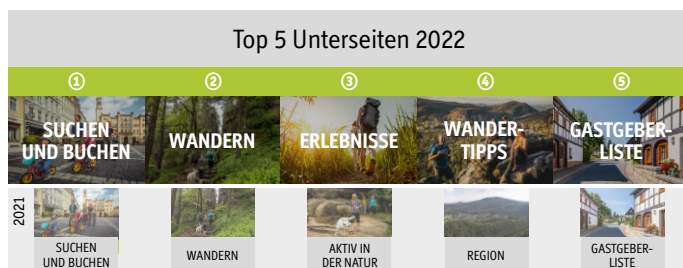 Top 5 Unterseiten 2022
① ② ③ ④ ⑤
SUCHEN
UND BUCHEN
WANDERN
ERLEBNISSE
WANDER-
TIPPS
GASTGEBER-
LISTE
2021
SUCHEN
UND BUCHEN
WANDERN
AKTIV IN
DER NATUR
REGION
GASTGEBER-
LISTE